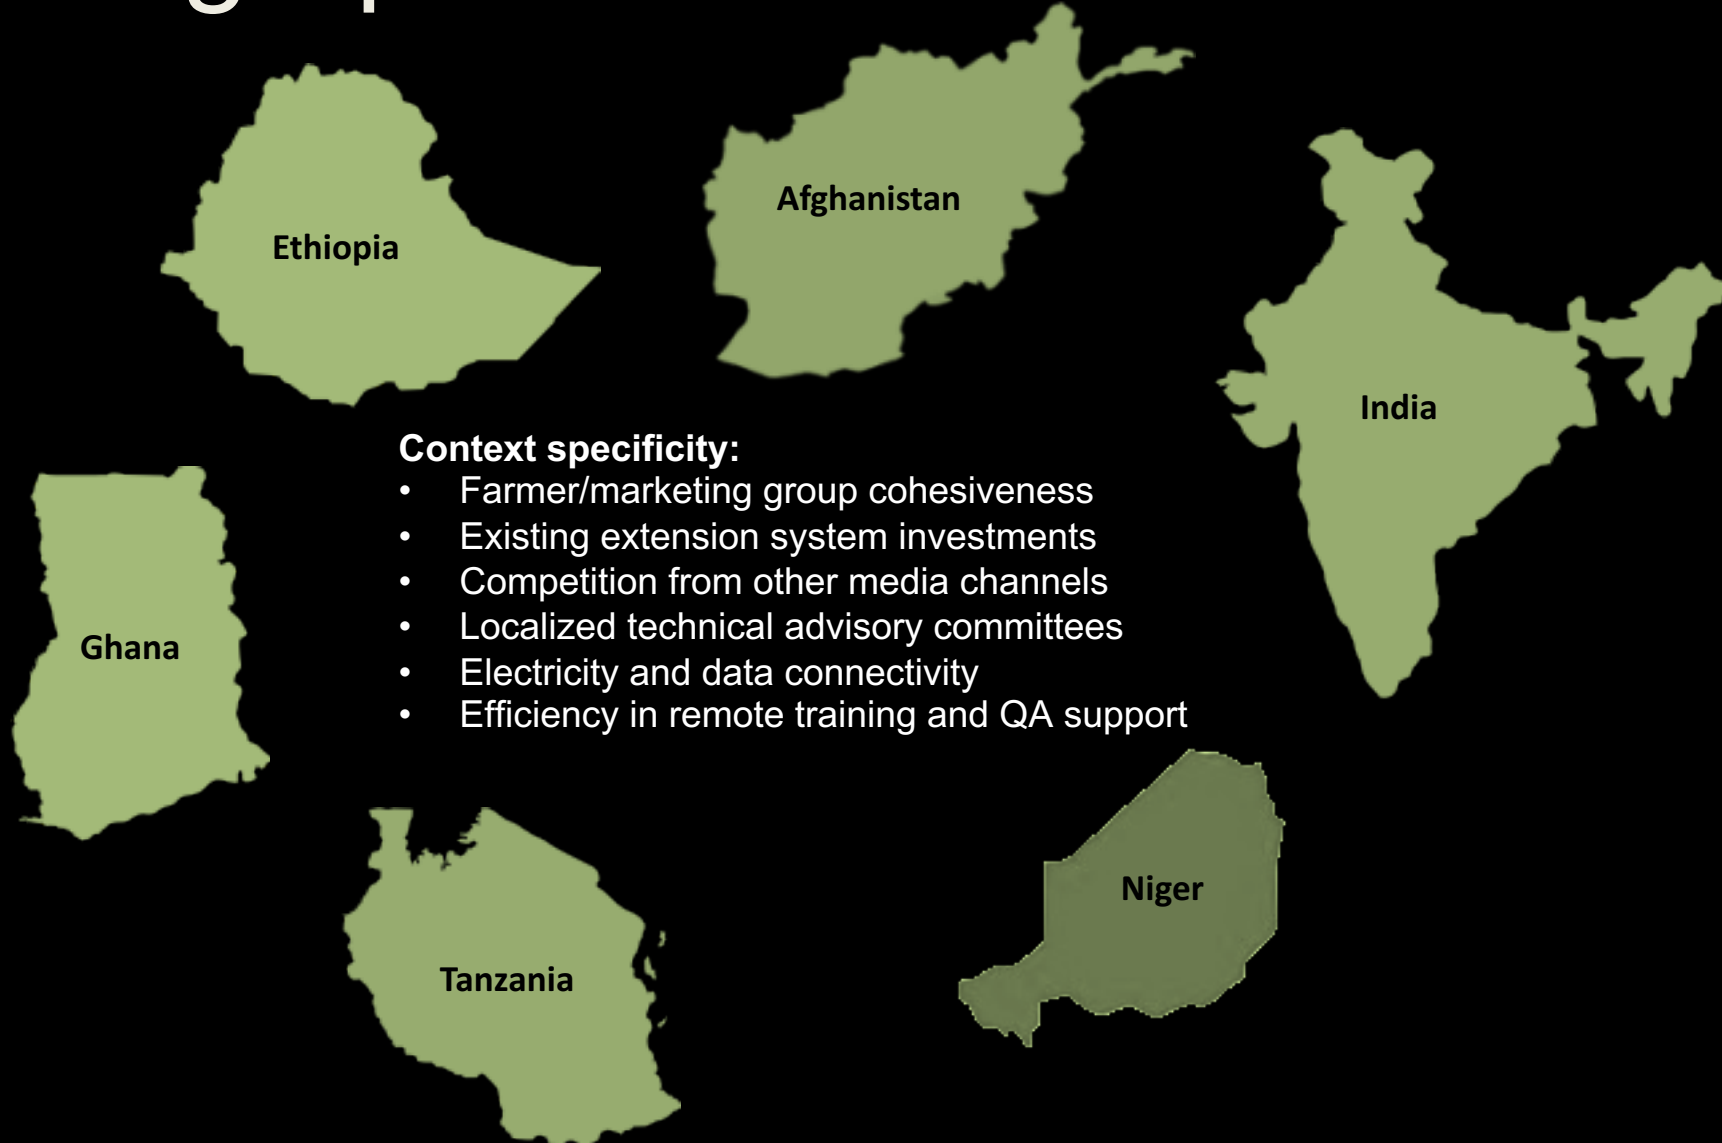 Ethiopia
Afghanistan
India
Context specificity:
• Farmer/marketing group cohesiveness
• Existing extension system investments
• Competition from other media channels
• Localized technical advisory committees
• Electricity and data connectivity
• Efficiency in remote training and QA support
Ghana
Niger
Tanzania